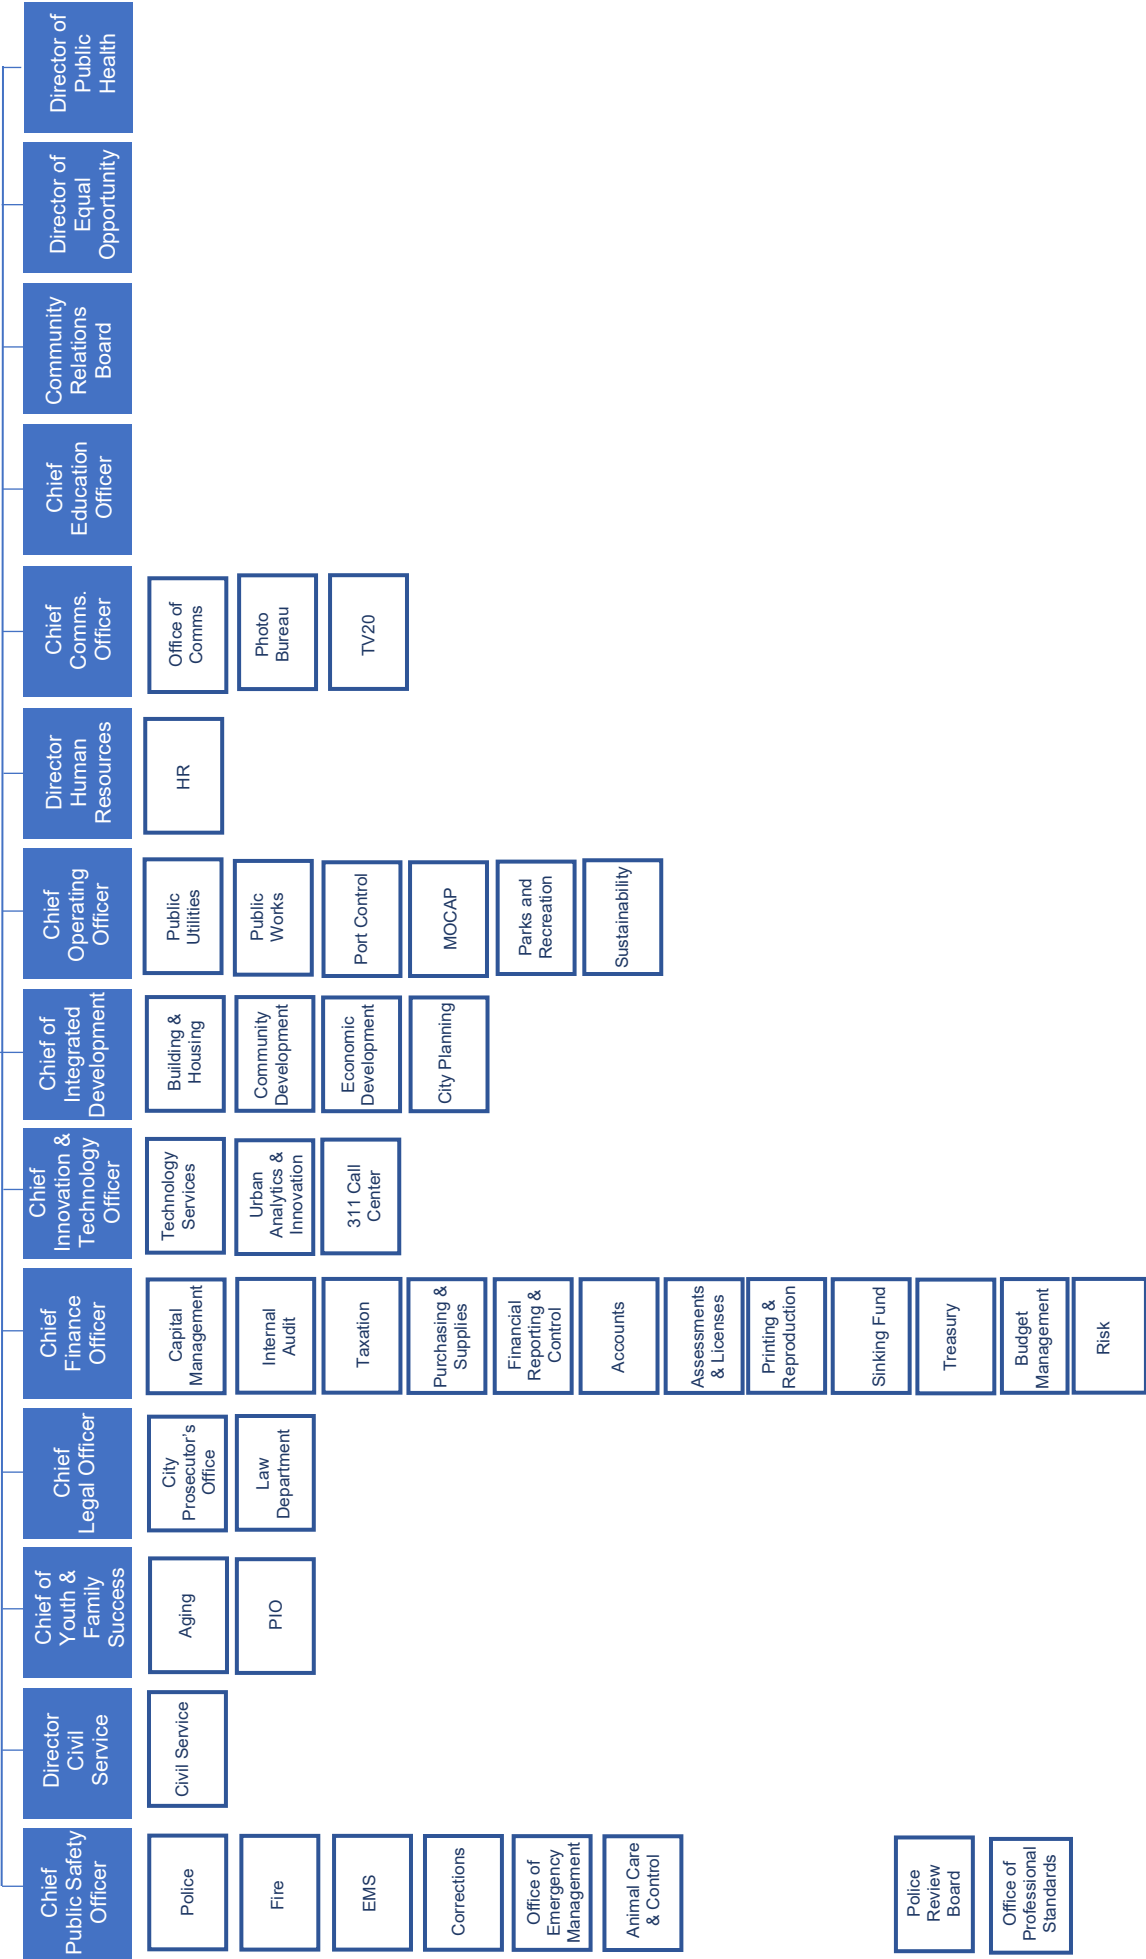 Chief
Public Safety
Officer
Police
Fire
EMS
Corrections
Office of
Emergency
Management
Animal Care
& Control
Police
Review
Board
Office of
Professional
Standards
Director
Civil
Service
Civil Service
Chief of
Youth &
Family
Success
Aging
PIO
Chief
Legal Officer
City
Prosecutor’s
Office
Law
Department
Chief
Finance
Officer
Capital
Management
Internal
Audit
Taxation
Purchasing &
Supplies
Financial
Reporting &
Control
Accounts
Assessments
& Licenses
Printing &
Reproduction
Sinking Fund
Treasury
Budget
Management
Risk
Chief
Innovation &
Technology
Officer
Technology
Services
Urban
Analytics &
Innovation
311 Call
Center
Chief of
Integrated
Development
Building &
Housing
Community
Development
Economic
Development
City Planning
Chief
Operating
Officer
Public
Utilities
Public
Works
Port Control
MOCAP
Parks and
Recreation
Sustainability
Director
Human
Resources
HR
Chief
Comms.
Officer
Office of
Comms
Photo
Bureau
TV20
Chief
Education
Officer
Community
Relations
Board
Director of
Equal
Opportunity
Director of
Public
Health